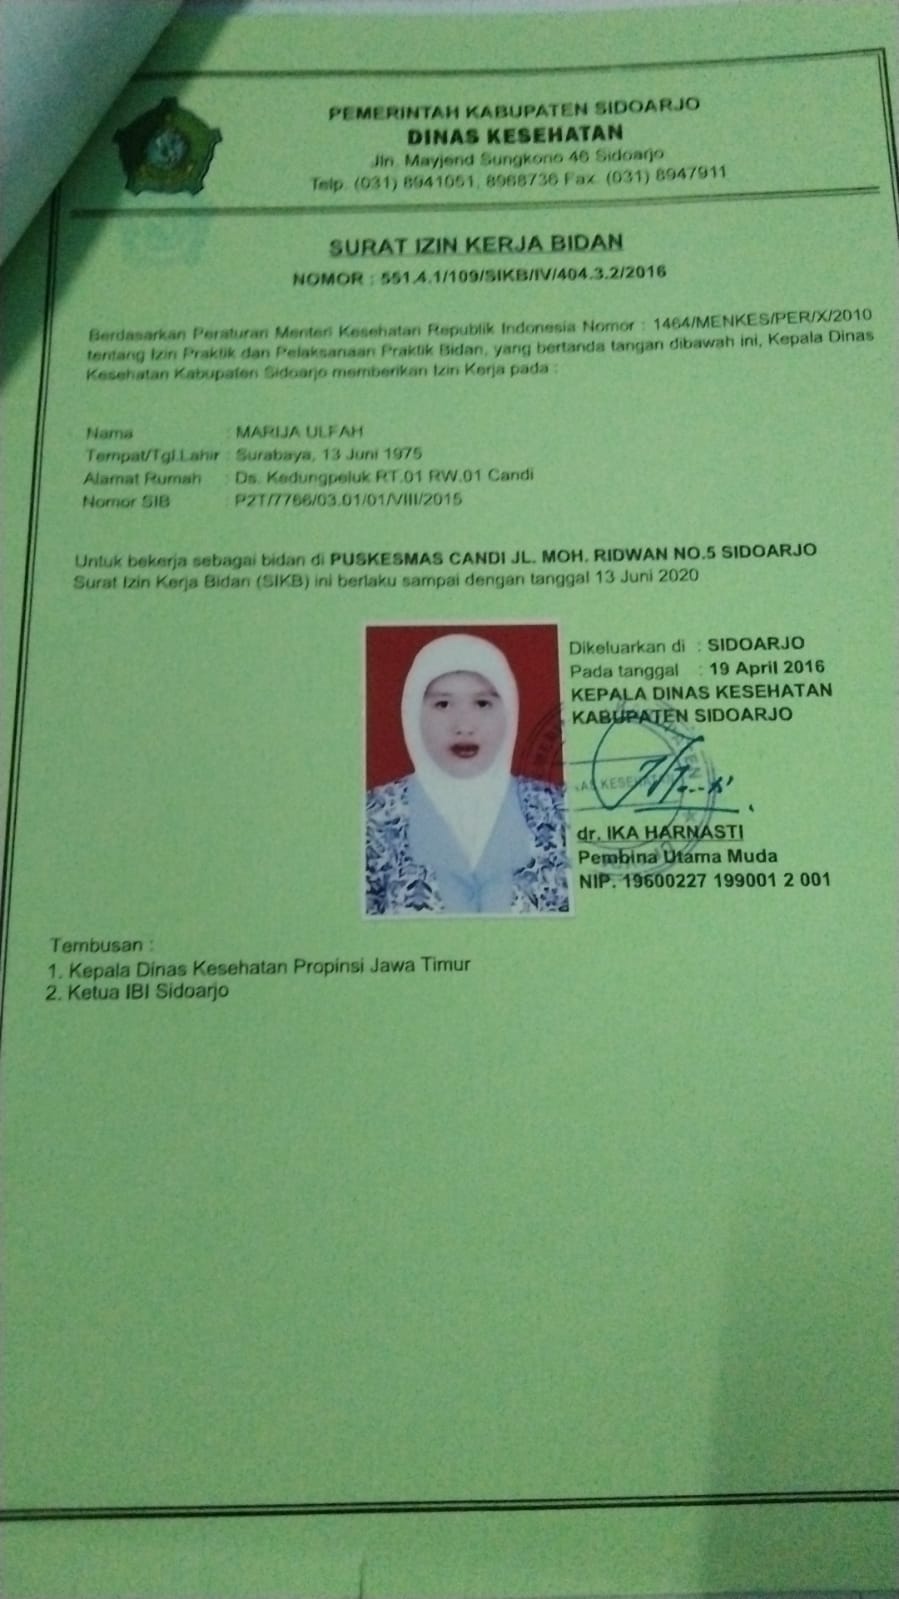 PEMERINTAH KABUPATEN SIDOARJO
DINAS KESEHATAN
Jln. Mayjend Sungkono 46 Sidoarjo
Telp. (031) 8941051, 8968736 Fax. (031) 8947911
SURAT IZIN KERJA BIDAN
NOMOR : 551.4.1/109/SIKB/IV/404.3.2/2016
Berdasarkan Peraturan Menteri Kesehatan Republik Indonesia Nomor : 1464/MENKES/PER/X/2010
tentang Izin Praktik dan Pelaksanaan Praktik Bidan, yang bertanda tangan dibawah ini, Kepala Dinas
Kesehatan Kabupaten Sidoarjo memberikan Izin Kerja pada :
Nama : MARIJA ULFAH
Tempat/Tgl.Lahir : Surabaya, 13 Juni 1975
Alamat Rumah : Ds. Kedungpeluk RT.01 RW.01 Candi
Nomor SIB : P2T/7766/03.01/01/VIII/2015
Untuk bekerja sebagai bidan di PUSKESMAS CANDI JL. MOH. RIDWAN NO.5 SIDOARJO
Surat Izin Kerja Bidan (SIKB) ini berlaku sampai dengan tanggal 13 Juni 2020
Dikeluarkan di : SIDOARJO
Pada tanggal : 19 April 2016
KEPALA DINAS KESEHATAN
KABUPATEN SIDOARJO
dr. IKA HARNASTI
Pembina Utama Muda
NIP. 19600227 199001 2 001
Tembusan :
1. Kepala Dinas Kesehatan Propinsi Jawa Timur
2. Ketua IBI Sidoarjo